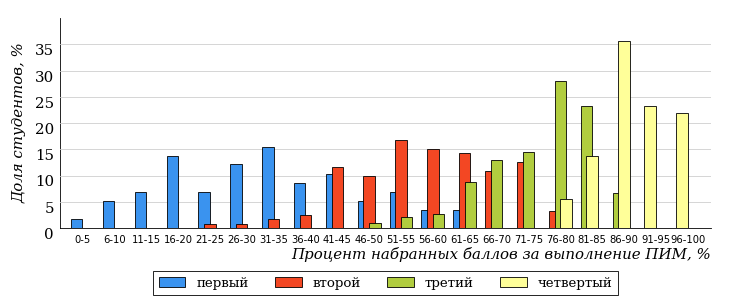 Доля студентов, %
35
30
25
20
15
10
5
0
0-5 6-10 11-15 16-20 21-25 26-30 31-35 36-40 41-45 46-50 51-55 56-60 61-65 66-70 71-75 76-80 81-85 86-90 91-95 96-100
Процент набранных баллов за выполнение ПИМ, %
первый второй третий четвертый